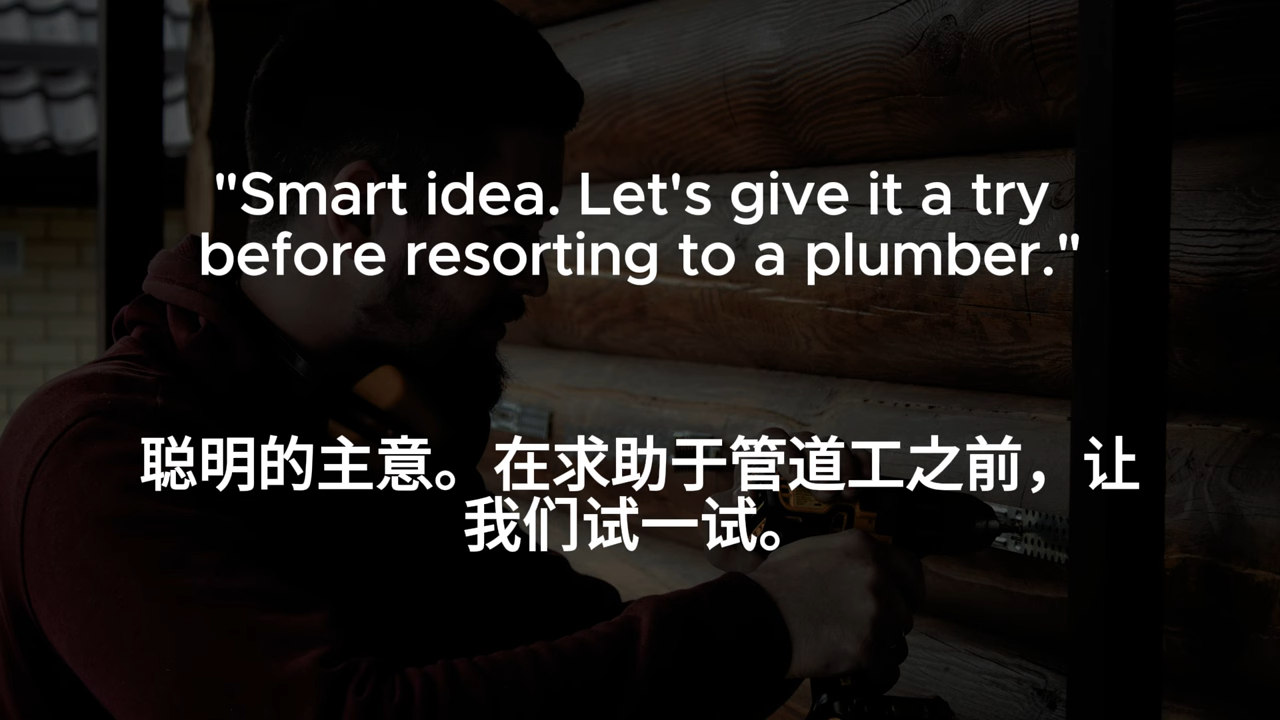 "Smart idea. Let's give it a try
before resorting to a plumber."
聪明的主意。在求助于管道工之前，让
我们试一试。